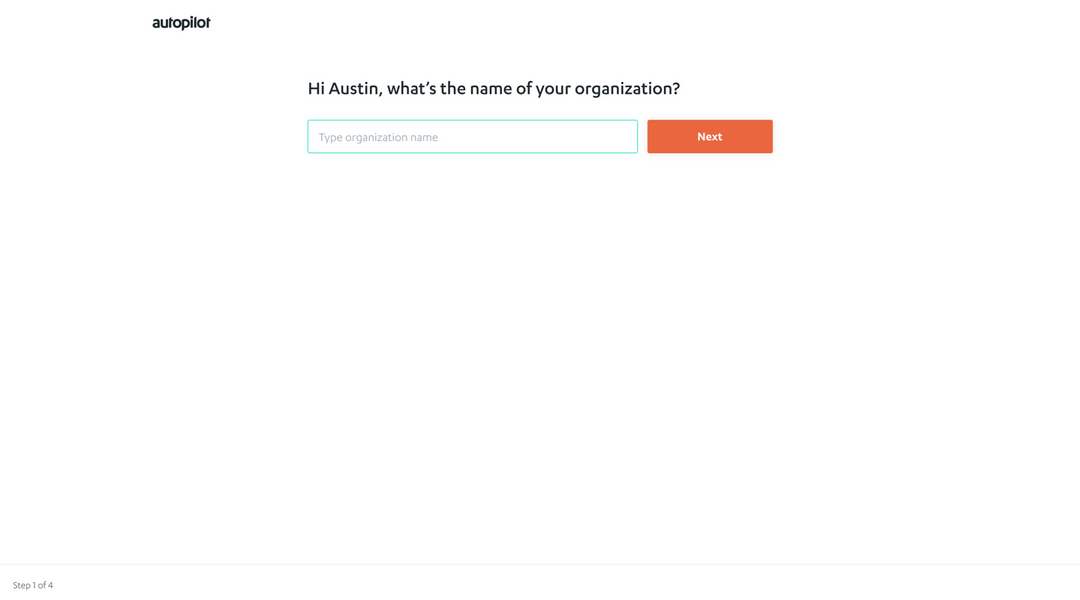 autopilot
Hi Austin, what's the name of your organization?
Type organization name
Next
Step 1 of 4